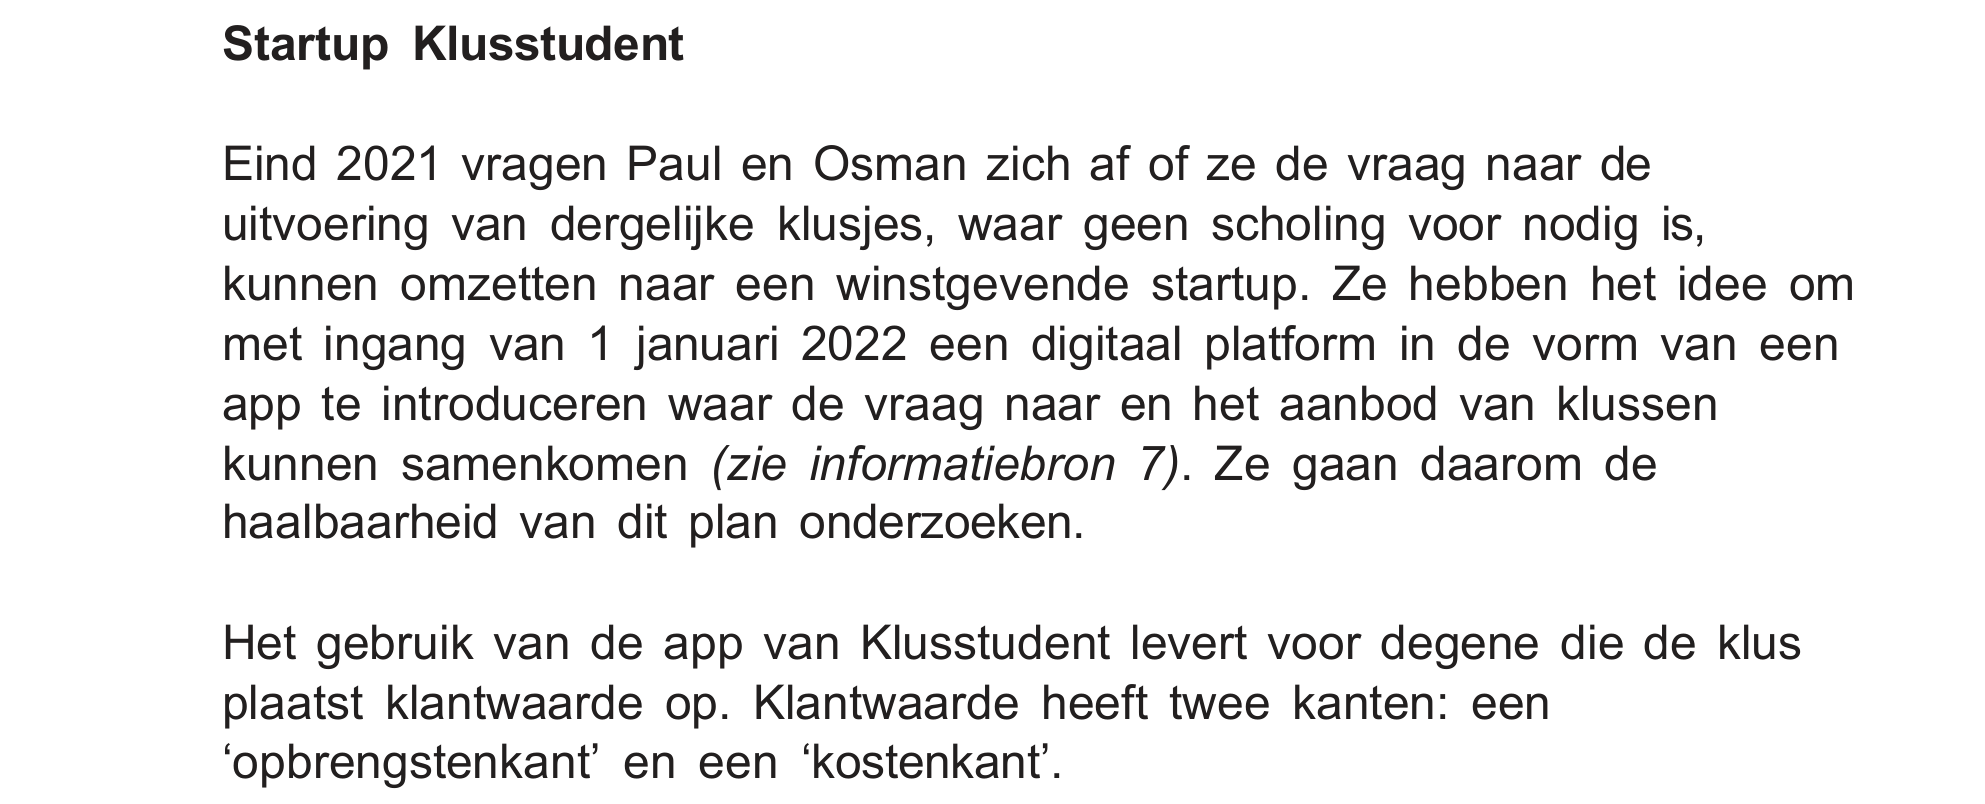 Startup Klusstudent
Eind 2021 vragen Paul en Osman zich af of ze de vraag naar de
uitvoering van dergelijke klusjes, waar geen scholing voor nodig is,
kunnen omzetten naar een winstgevende startup. Ze hebben het idee om
met ingang van 1 januari 2022 een digitaal platform in de vorm van een
app te introduceren waar de vraag naar en het aanbod van klussen
kunnen samenkomen (zie informatiebron 7). Ze gaan daarom de
haalbaarheid van dit plan onderzoeken.
Het gebruik van de app van Klusstudent levert voor degene die de klus
plaatst klantwaarde op. Klantwaarde heeft twee kanten: een
‘opbrengstenkant’ en een ‘kostenkant’.